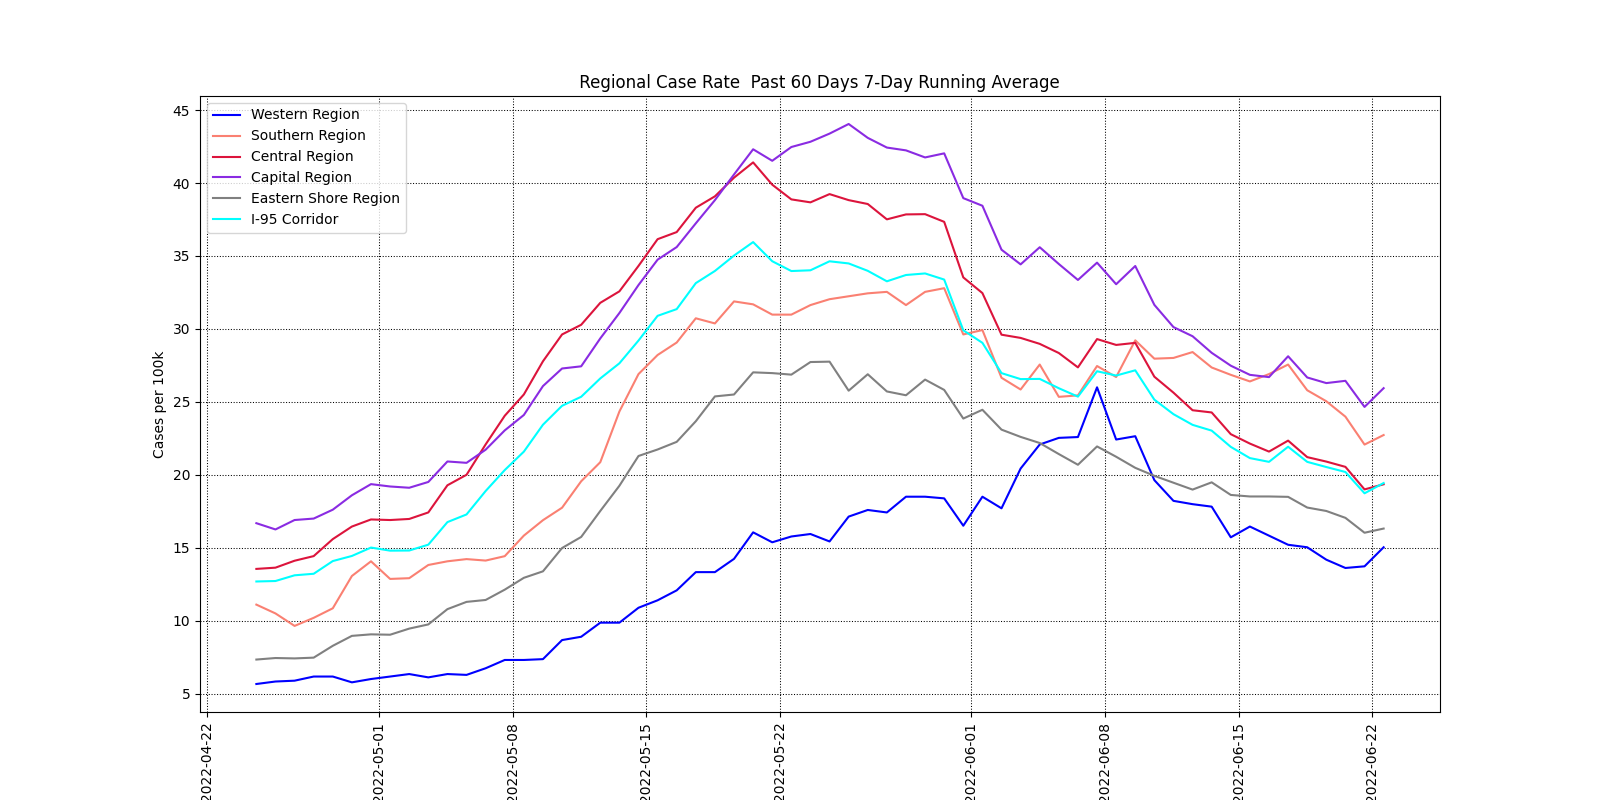 Regional Case Rate  Past 60 Days 7-Day Running Average
Western Region
Southern Region
Central Region
Capital Region
Eastern Shore Region
I-95 Corridor
Cases per 100k
45
40
35
30
25
20
15
10
5
2022-04-22
2022-05-01
2022-05-08
2022-05-15
2022-05-22
2022-06-01
2022-06-08
2022-06-15
2022-06-22